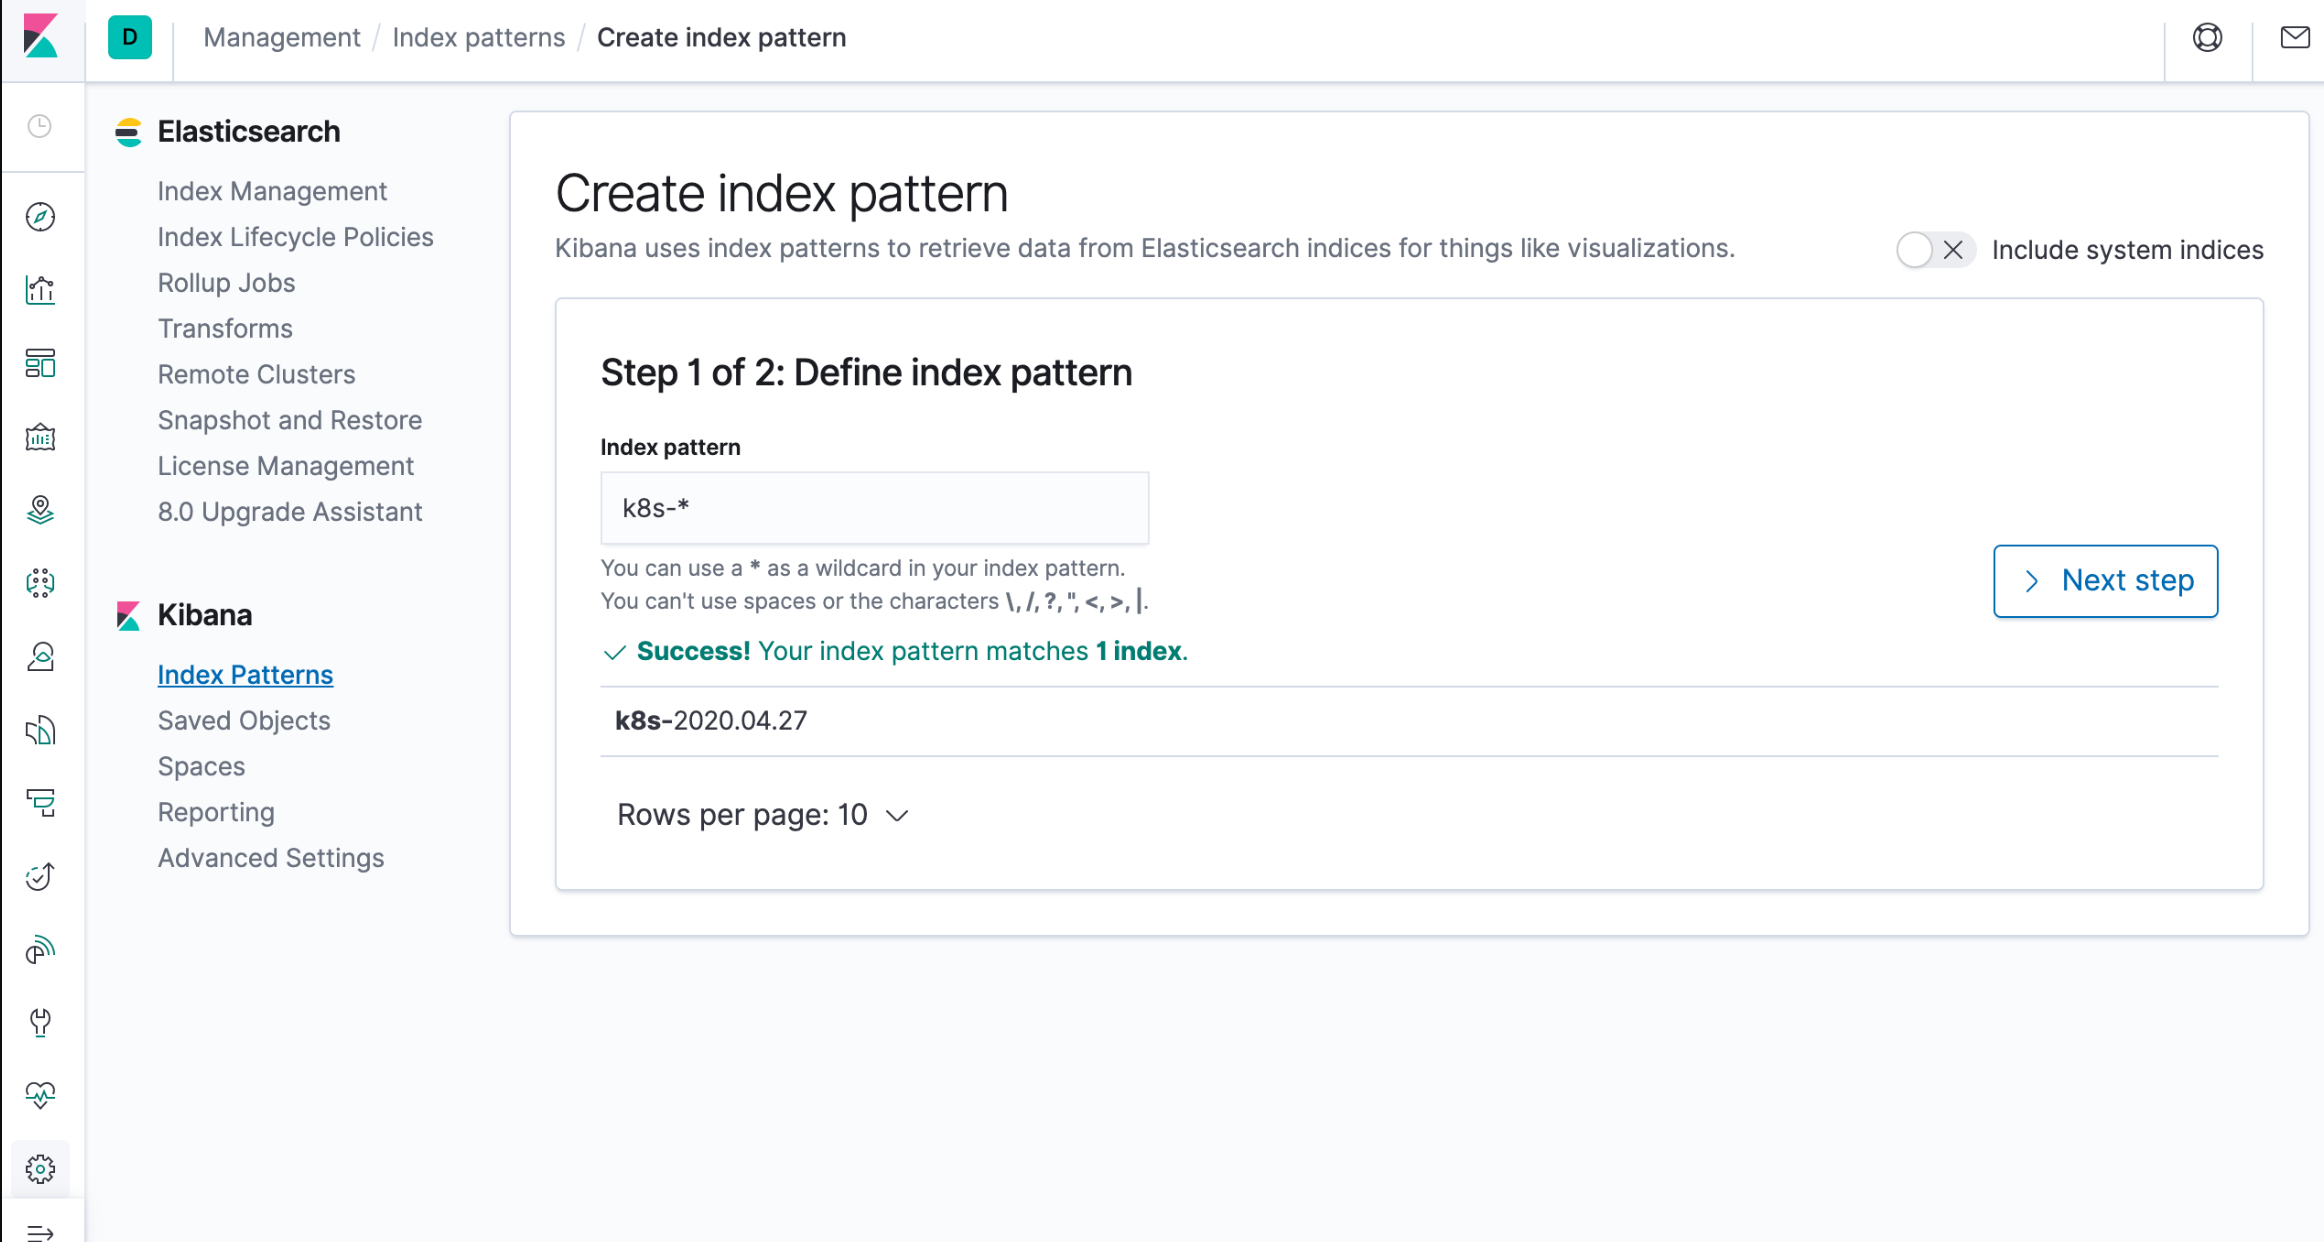 D
Management / Index patterns / Create index pattern
Elasticsearch
Index Management
Index Lifecycle Policies
Rollup Jobs
Transforms
Remote Clusters
Snapshot and Restore
License Management
8.0 Upgrade Assistant
Kibana
Index Patterns
Saved Objects
Spaces
Reporting
Advanced Settings
Create index pattern
Kibana uses index patterns to retrieve data from Elasticsearch indices for things like visualizations.
Include system indices
Step 1 of 2: Define index pattern
Index pattern
k8s-*
You can use a * as a wildcard in your index pattern.
You can't use spaces or the characters \, /, ?, ", <, >, |.
Next step
Success! Your index pattern matches 1 index.
k8s-2020.04.27
Rows per page: 10